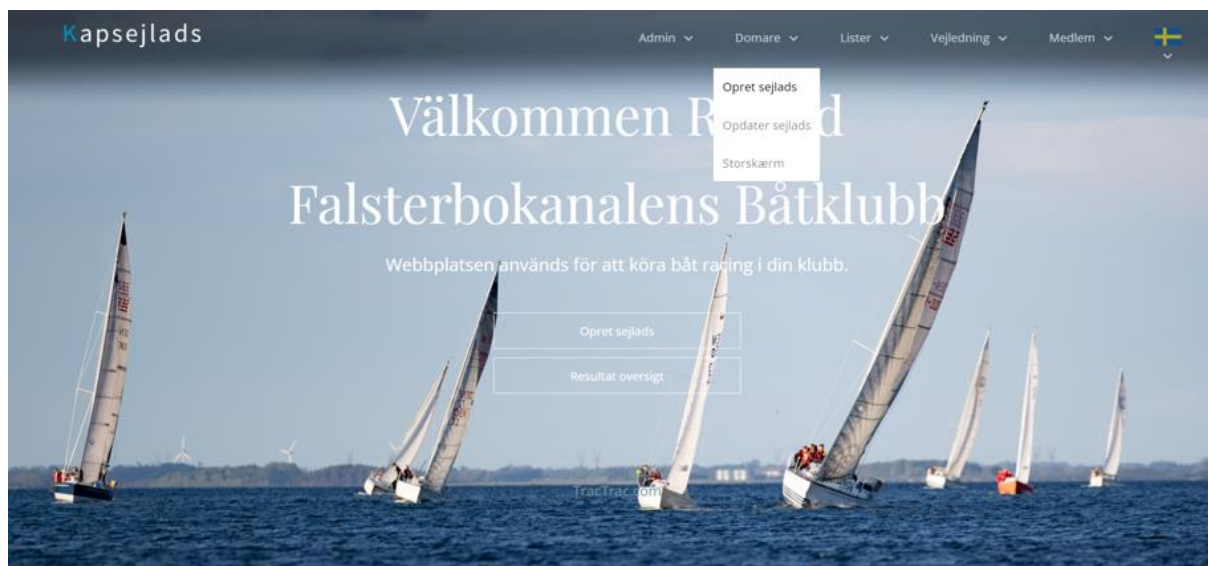 Kapsejlads
Admin
Domare
Lister
Vejledning
Medlem
Opret sejlads
Opdater sejlads
Storskærm
Välkommen
Falsterbokanalens Båtklubb
Webbplatsen används för att köra båt racing i din klubb.
Opret sejlads
Resultat oversigt
TracTrac.com